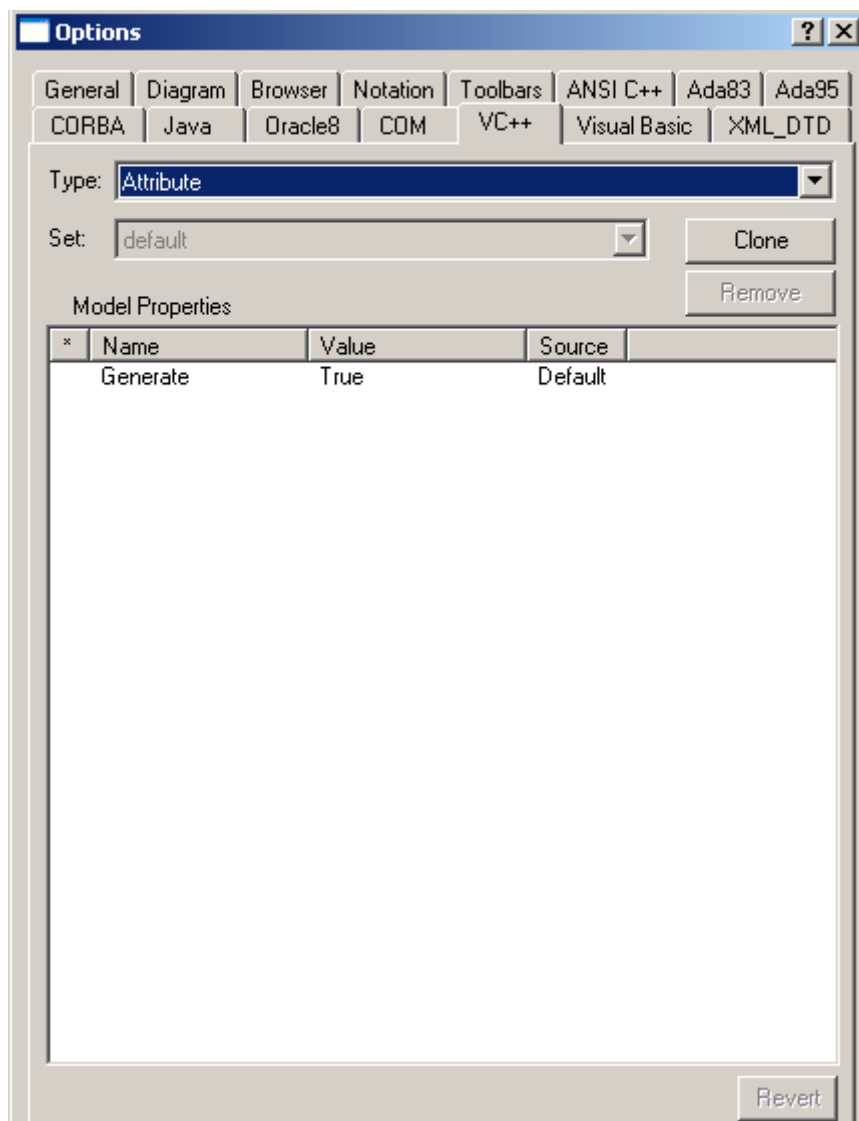 Options
General Diagram Browser Notation Toolbars ANSI C++ Ada83 Ada95
CORBA Java Oracle8 COM VC++ Visual Basic XML_DTD
Type: Attribute
Set: default Clone
Remove
Model Properties
* Name Value Source
Generate True Default
Revert